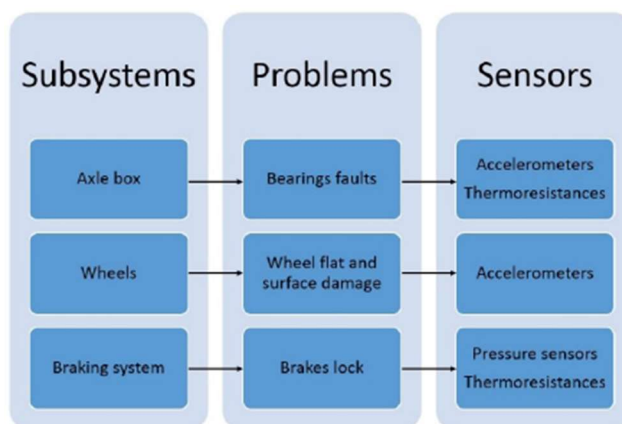 Subsystems
Problems
Sensors
Axle box
Bearings faults
Accelerometers
Thermoresistances
Wheels
Wheel flat and
surface damage
Accelerometers
Braking system
Brakes lock
Pressure sensors
Thermoresistances